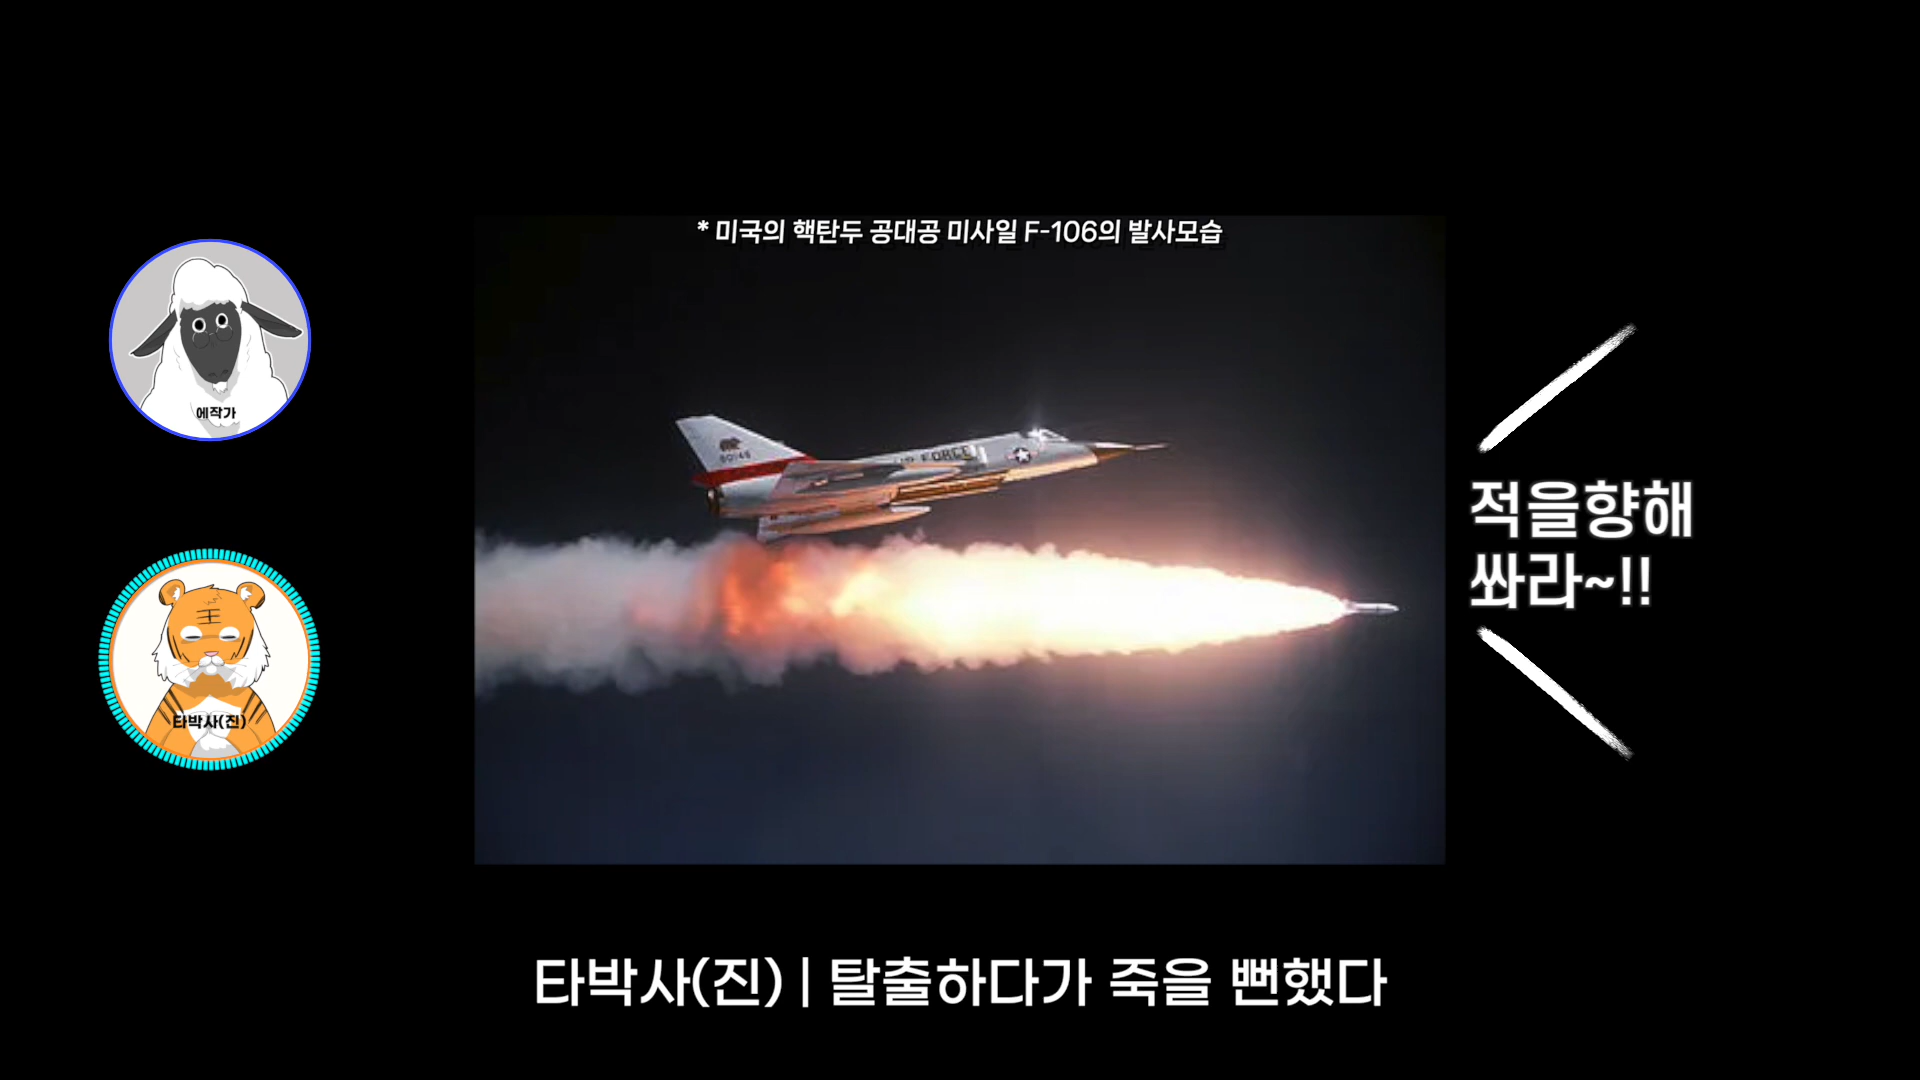 * 미국의 핵탄두 공대공 미사일 F-106의 발사모습
에작가
적을향해
쏴라~!!
타박사(진)
타박사(진) | 탈출하다가 죽을 뻔했다